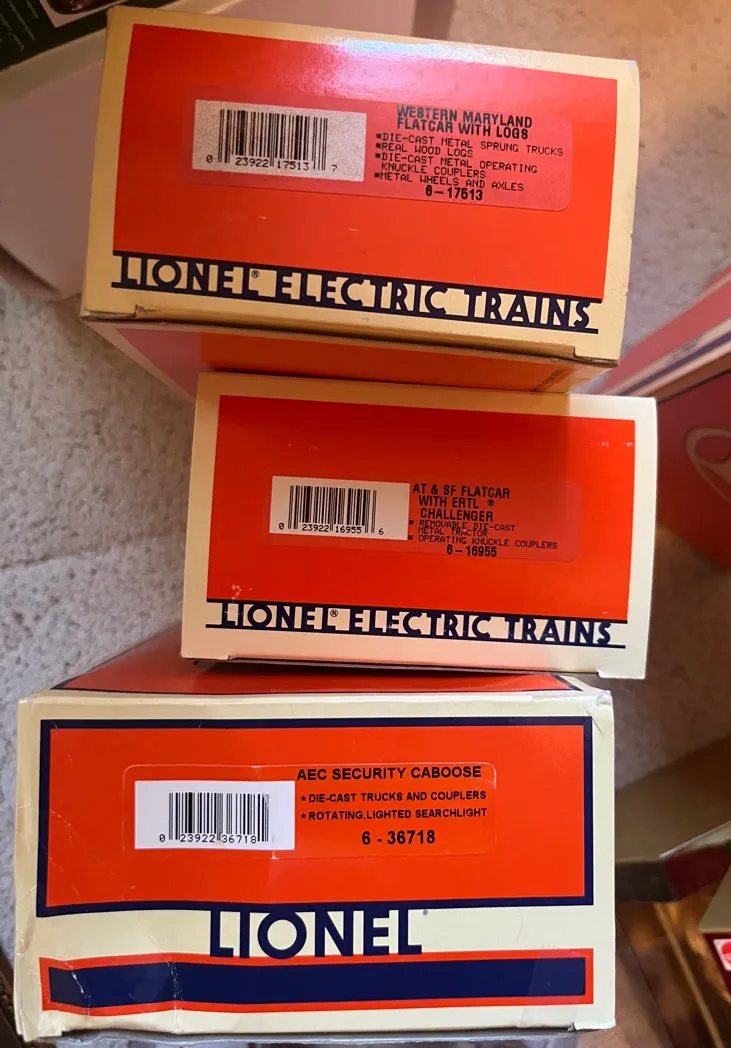 WESTERN MARYLAND
FLATCAR WITH LOGS
■DIE-CAST METAL SPRUNG TRUCKS
■REAL WOOD LOGS
■DIE-CAST METAL OPERATING
KNUCKLE COUPLERS
■METAL WHEELS AND AXLES
6-17513
0 23922 17513 7
LIONEL® ELECTRIC TRAINS
AT & SF FLATCAR
WITH ERTL ®
CHALLENGER
■ REMOVABLE DIE-CAST
METAL TRACTOR
■ OPERATING KNUCKLE COUPLERS
6-16955
0 23922 16955 6
LIONEL® ELECTRIC TRAINS
AEC SECURITY CABOOSE
* DIE-CAST TRUCKS AND COUPLERS
* ROTATING,LIGHTED SEARCHLIGHT
6 - 36718
0 23922 36718
LIONEL®